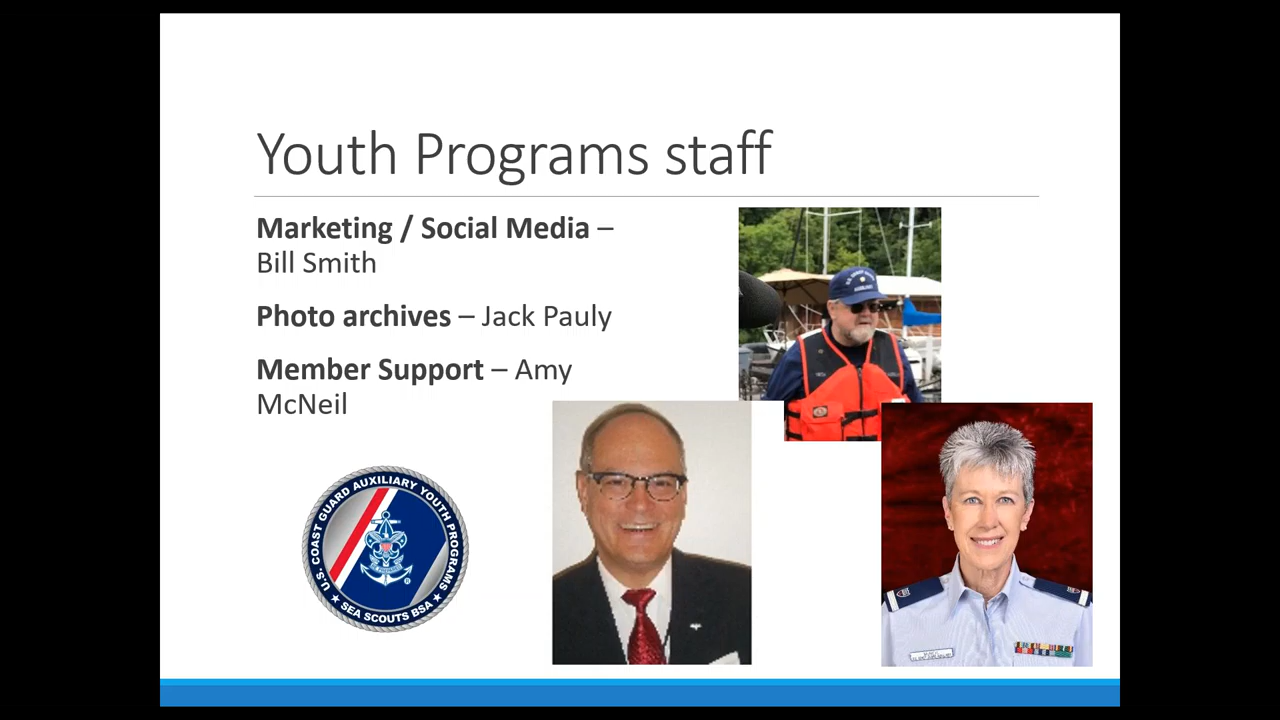 Youth Programs staff
Marketing / Social Media –
Bill Smith
Photo archives – Jack Pauly
Member Support – Amy
McNeil
U.S. COAST GUARD AUXILIARY YOUTH PROGRAMS
★ SEA SCOUTS BSA ★